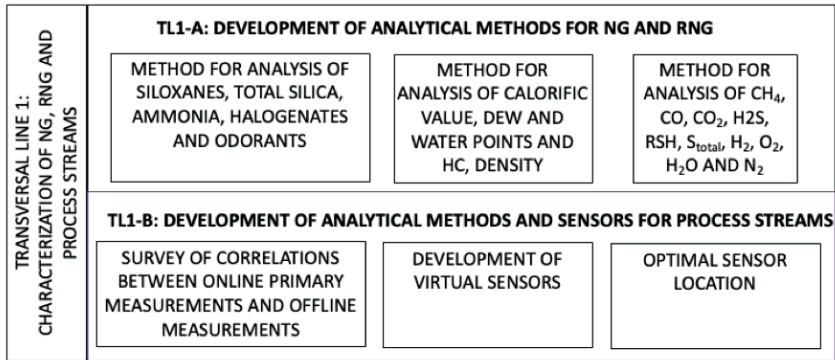 TRANSVERSAL LINE 1:
CHARACTERIZATION OF NG, RNG AND
PROCESS STREAMS
TL1-A: DEVELOPMENT OF ANALYTICAL METHODS FOR NG AND RNG
METHOD FOR ANALYSIS OF
SILOXANES, TOTAL SILICA,
AMMONIA, HALOGENATES
AND ODORANTS
METHOD FOR
ANALYSIS OF CALORIFIC
VALUE, DEW AND
WATER POINTS AND
HC, DENSITY
METHOD FOR
ANALYSIS OF CH₄,
CO, CO₂, H2S,
RSH, Sₜₒₜₐₗ, H₂, O₂,
H₂O AND N₂
TL1-B: DEVELOPMENT OF ANALYTICAL METHODS AND SENSORS FOR PROCESS STREAMS
SURVEY OF CORRELATIONS
BETWEEN ONLINE PRIMARY
MEASUREMENTS AND OFFLINE
MEASUREMENTS
DEVELOPMENT OF
VIRTUAL SENSORS
OPTIMAL SENSOR
LOCATION